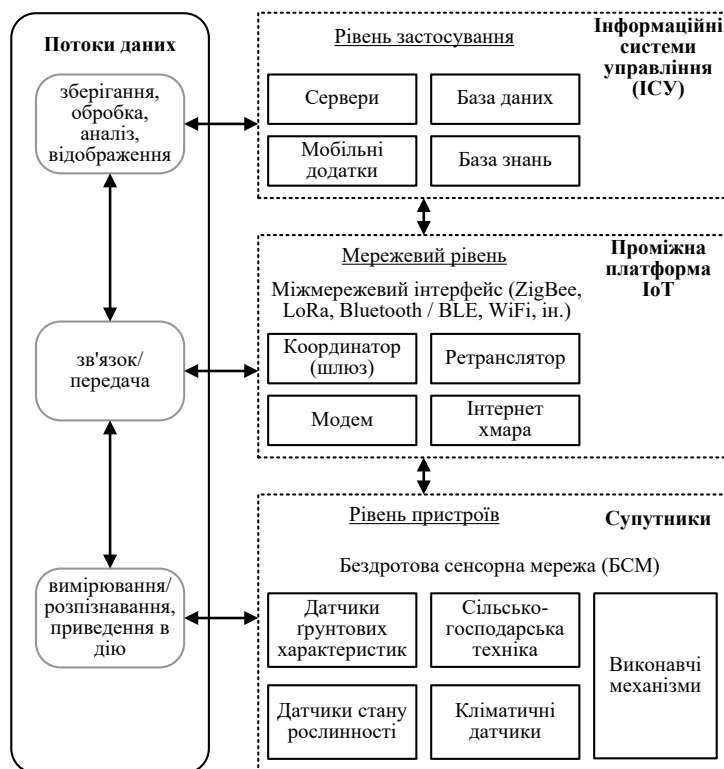 Потоки даних
зберігання,
обробка,
аналіз,
відображення
зв'язок/
передача
вимірювання/
розпізнавання,
приведення в
дію
Рівень застосування
Інформаційні
системи
управління
(ІСУ)
Сервери
База даних
Мобільні
додатки
База знань
Мережевий рівень
Проміжна
платформа
IoT
Міжмережевий інтерфейс (ZigBee,
LoRa, Bluetooth / BLE, WiFi, ін.)
Координатор
(шлюз)
Ретранслятор
Модем
Інтернет
хмара
Рівень пристроїв
Супутники
Бездротова сенсорна мережа (БСМ)
Датчики
ґрунтових
характеристик
Сільсько-
господарська
техніка
Виконавчі
механізми
Датчики стану
рослинності
Кліматичні
датчики